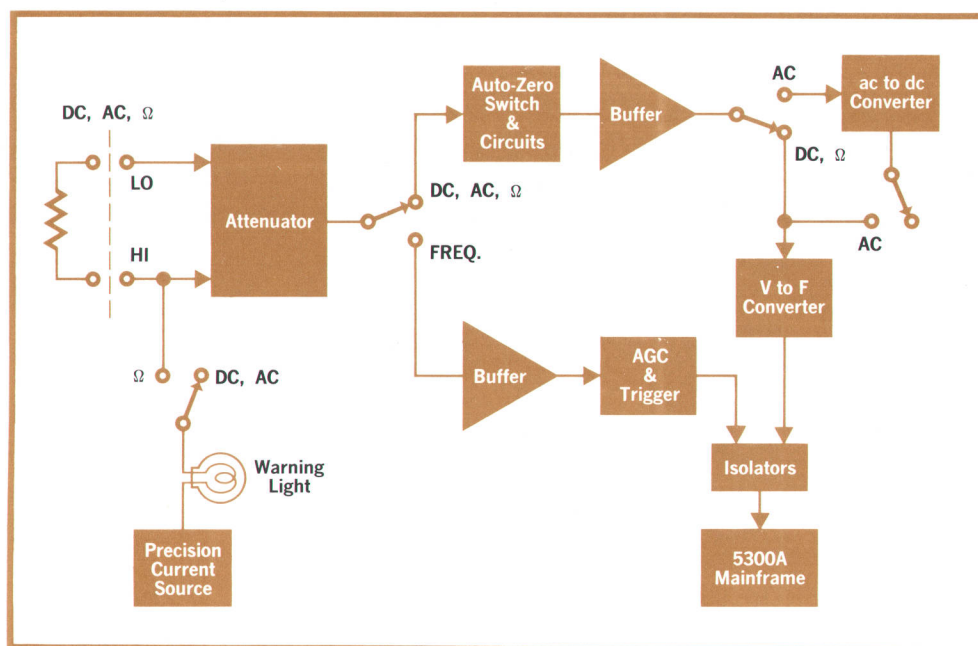 DC, AC, Ω
LO
HI
Attenuator
Auto-Zero
Switch
&
Circuits
Buffer
AC
ac to dc
Converter
DC, Ω
DC, AC, Ω
FREQ.
AC
V to F
Converter
Ω
DC, AC
Buffer
AGC
&
Trigger
Warning
Light
Isolators
Precision
Current
Source
5300A
Mainframe